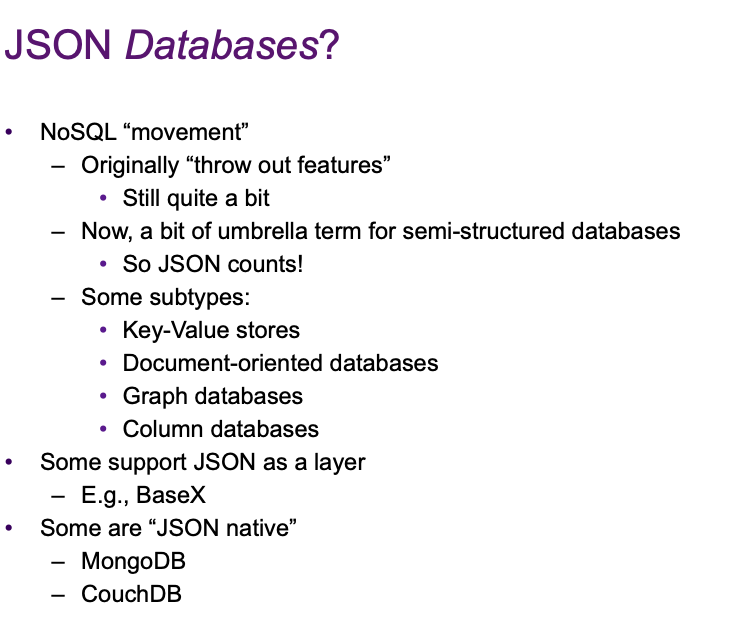 JSON Databases?
• NoSQL “movement”
– Originally “throw out features”
• Still quite a bit
– Now, a bit of umbrella term for semi-structured databases
• So JSON counts!
– Some subtypes:
• Key-Value stores
• Document-oriented databases
• Graph databases
• Column databases
• Some support JSON as a layer
– E.g., BaseX
• Some are “JSON native”
– MongoDB
– CouchDB